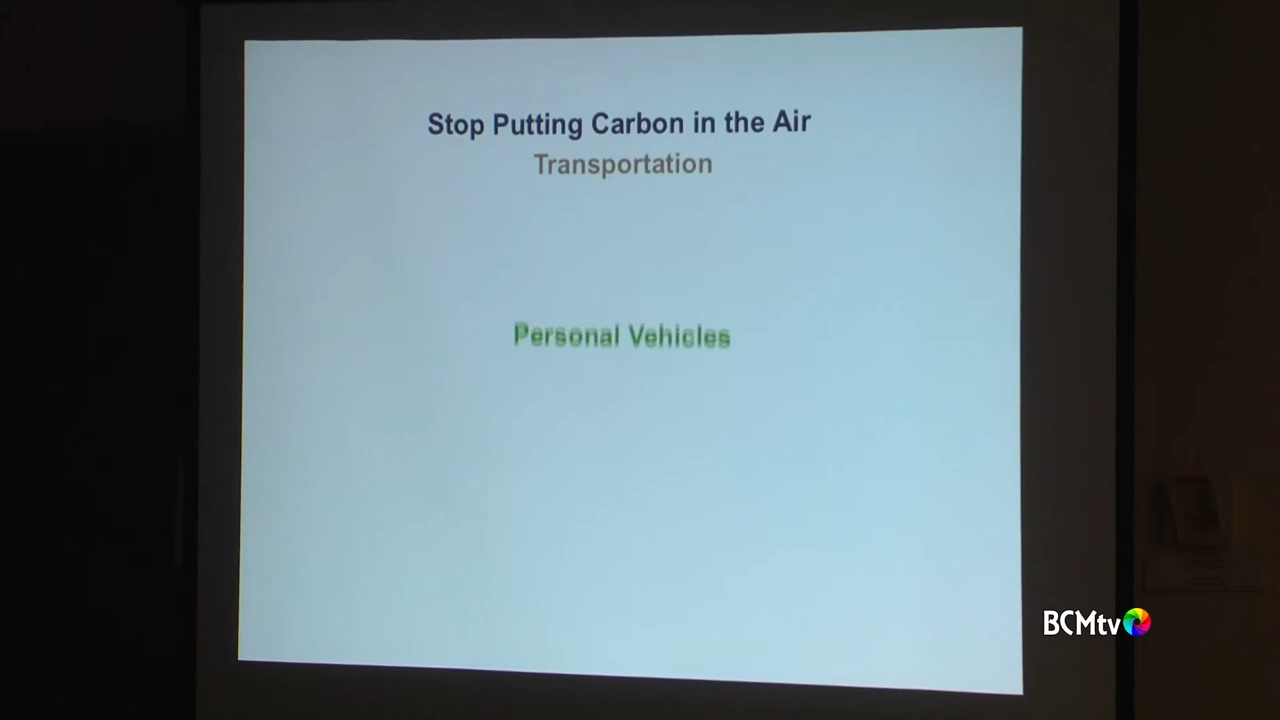 Stop Putting Carbon in the Air
Transportation
Personal Vehicles
BCMtv